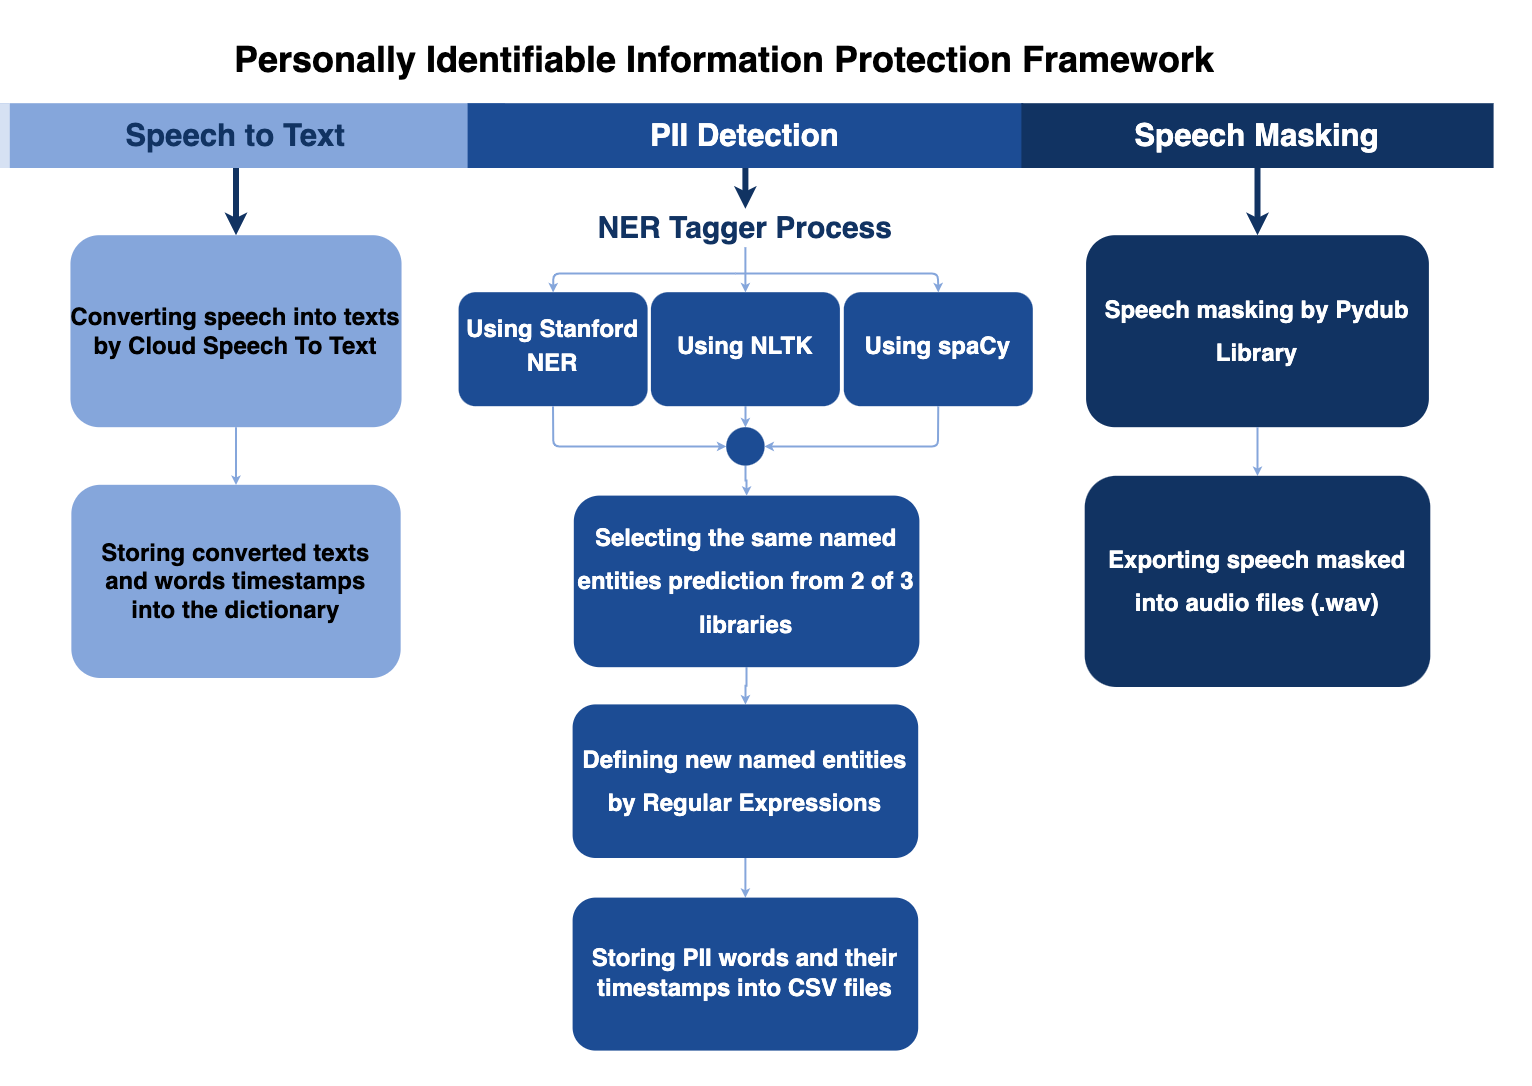 Personally Identifiable Information Protection Framework
Speech to Text
PII Detection
Speech Masking
Converting speech into texts
by Cloud Speech To Text
Storing converted texts
and words timestamps
into the dictionary
NER Tagger Process
Using Stanford
NER
Using NLTK
Using spaCy
Selecting the same named
entities prediction from 2 of 3
libraries
Defining new named entities
by Regular Expressions
Storing PII words and their
timestamps into CSV files
Speech masking by Pydub
Library
Exporting speech masked
into audio files (.wav)